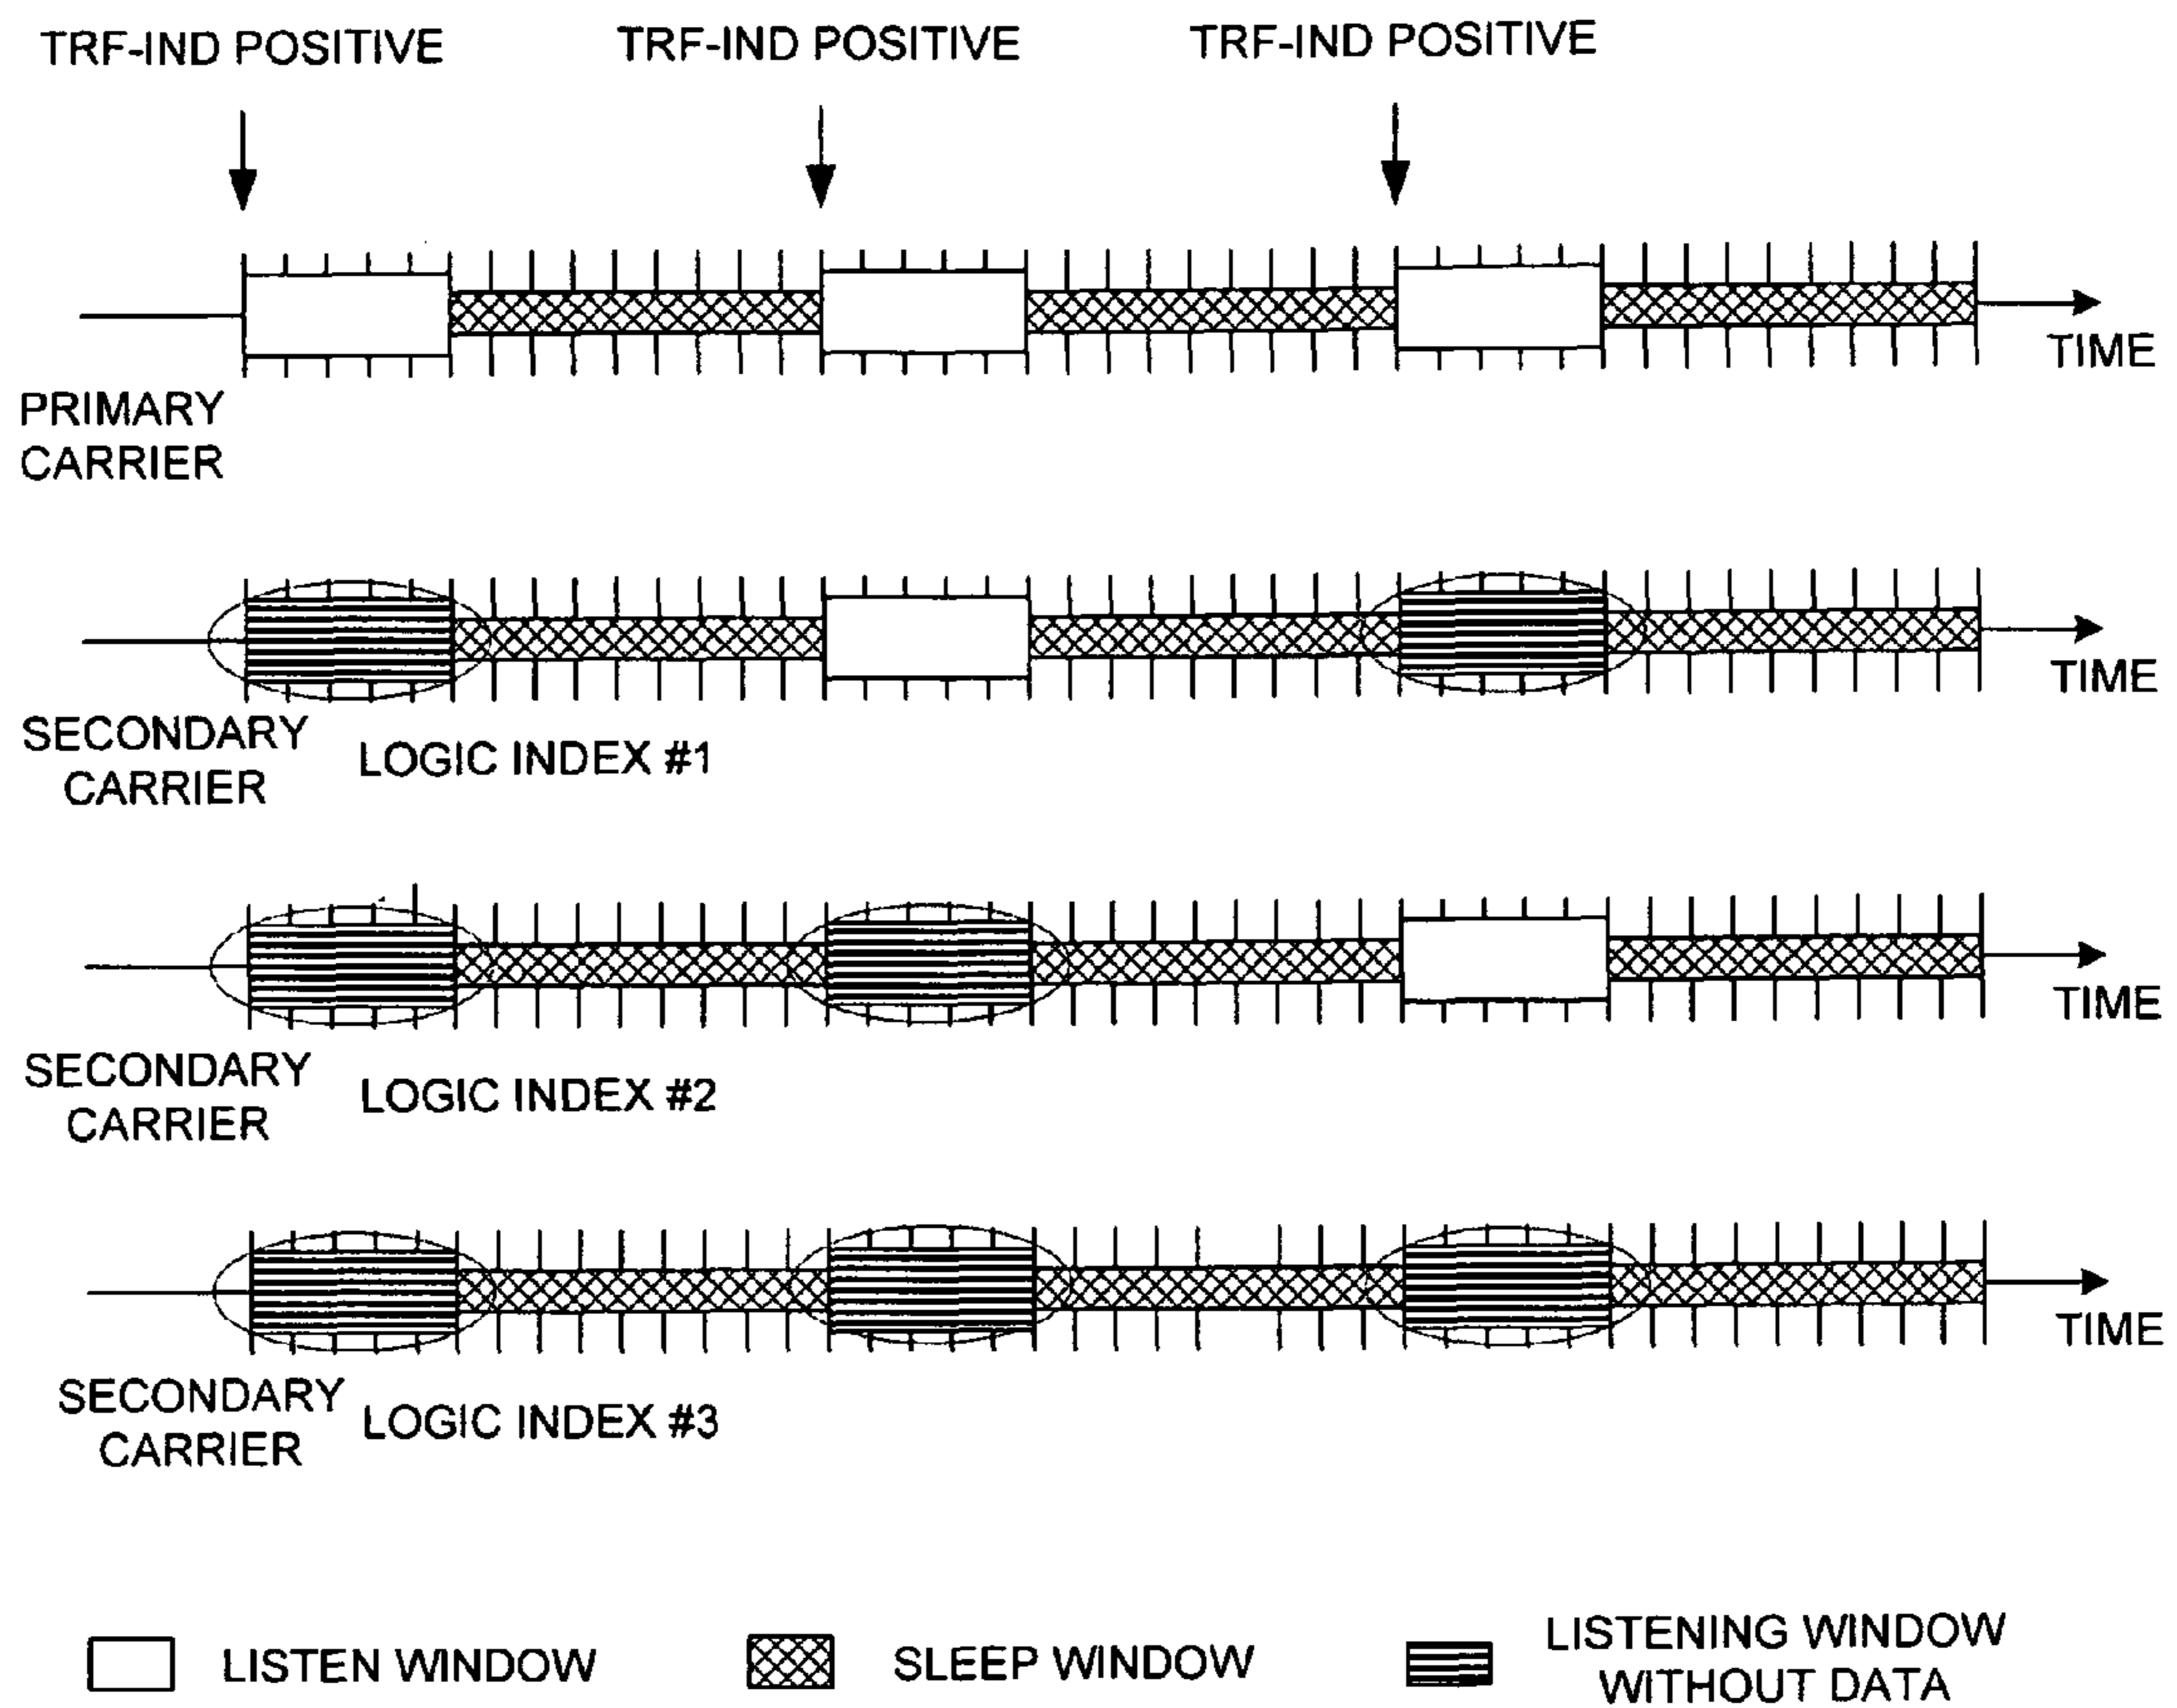 TRF-IND POSITIVE TRF-IND POSITIVE TRF-IND POSITIVE
TIME
PRIMARY
CARRIER
TIME
SECONDARY
CARRIER
LOGIC INDEX #1
TIME
SECONDARY
CARRIER
LOGIC INDEX #2
TIME
SECONDARY
CARRIER
LOGIC INDEX #3
LISTEN WINDOW
SLEEP WINDOW
LISTENING WINDOW
WITHOUT DATA